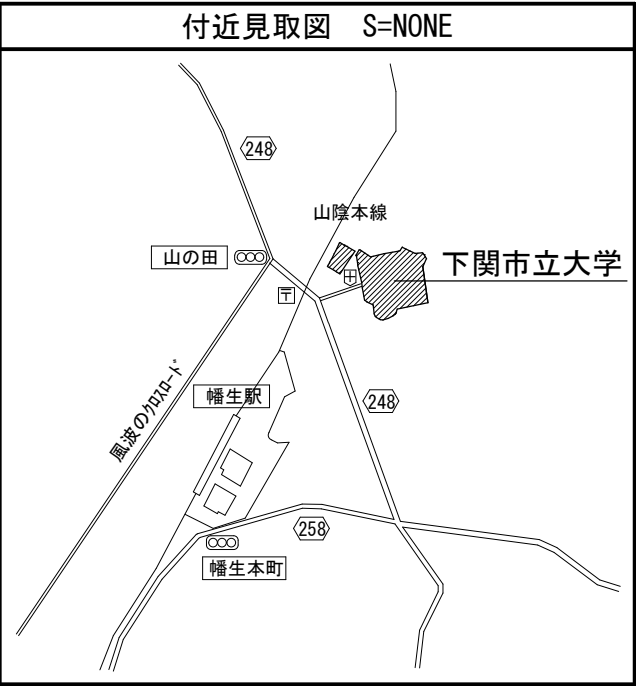 付近見取図 S=NONE
248
山陰本線
山の田
下関市立大学
〒
風波のクロスロード
幡生駅
248
258
幡生本町